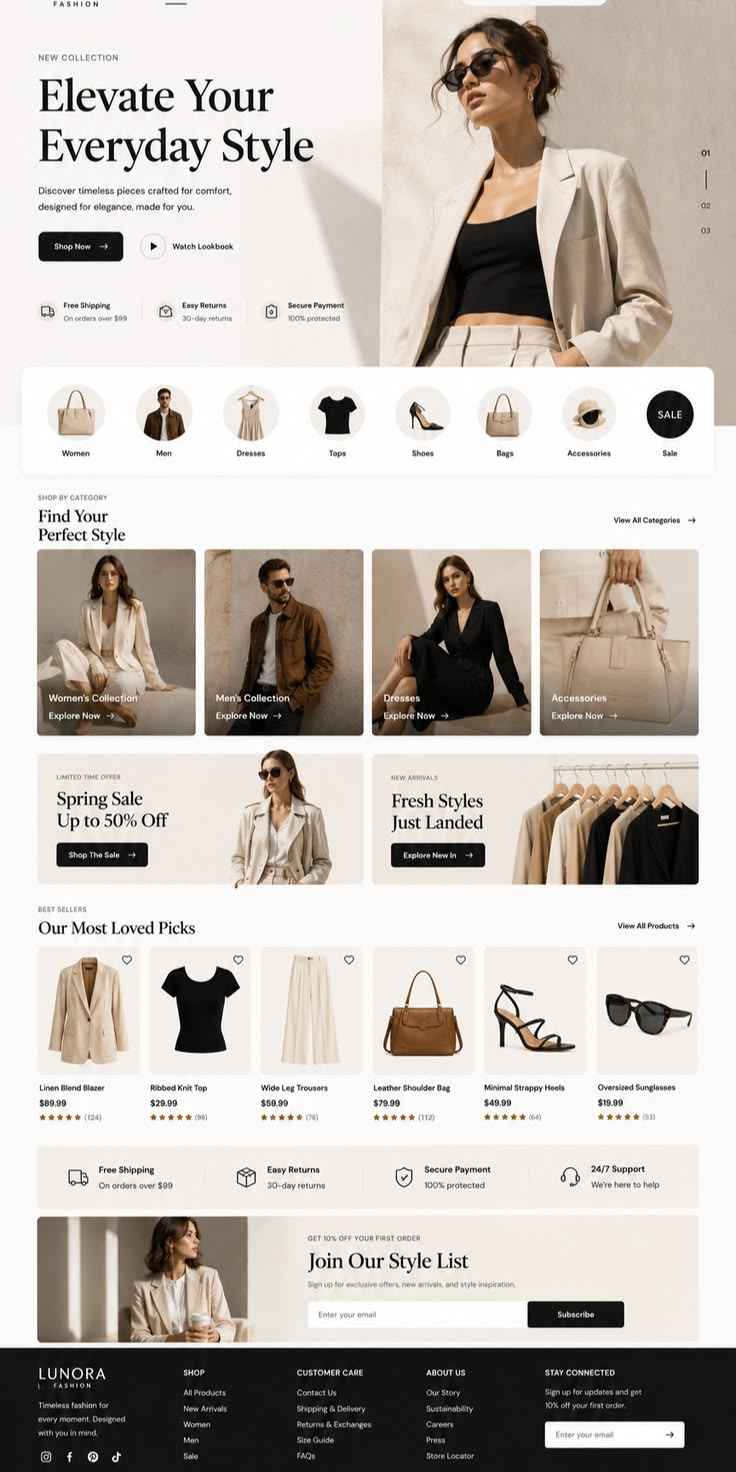 FASHION
NEW COLLECTION
Elevate Your
Everyday Style
Discover timeless pieces crafted for comfort,
designed for elegance, made for you.
Shop Now
Watch Lookbook
Free Shipping
On orders over $99
Easy Returns
30-day returns
Secure Payment
100% protected
01
02
03
Women
Men
Dresses
Tops
Shoes
Bags
Accessories
SALE
Sale
SHOP BY CATEGORY
Find Your
Perfect Style
View All Categories
Women's Collection
Explore Now
Men's Collection
Explore Now
Dresses
Explore Now
Accessories
Explore Now
LIMITED TIME OFFER
Spring Sale
Up to 50% Off
Shop The Sale
NEW ARRIVALS
Fresh Styles
Just Landed
Explore New In
BEST SELLERS
Our Most Loved Picks
View All Products
Linen Blend Blazer
$89.99
(124)
Ribbed Knit Top
$29.99
(98)
Wide Leg Trousers
$59.99
(76)
Leather Shoulder Bag
$79.99
(112)
Minimal Strappy Heels
$49.99
(64)
Oversized Sunglasses
$19.99
(53)
Free Shipping
On orders over $99
Easy Returns
30-day returns
Secure Payment
100% protected
24/7 Support
We're here to help
GET 10% OFF YOUR FIRST ORDER
Join Our Style List
Sign up for exclusive offers, new arrivals, and style inspiration.
Enter your email
Subscribe
LUNORA
FASHION
Timeless fashion for
every moment. Designed
with you in mind.
SHOP
All Products
New Arrivals
Women
Men
Sale
CUSTOMER CARE
Contact Us
Shipping & Delivery
Returns & Exchanges
Size Guide
FAQs
ABOUT US
Our Story
Sustainability
Careers
Press
Store Locator
STAY CONNECTED
Sign up for updates and get
10% off your first order.
Enter your email